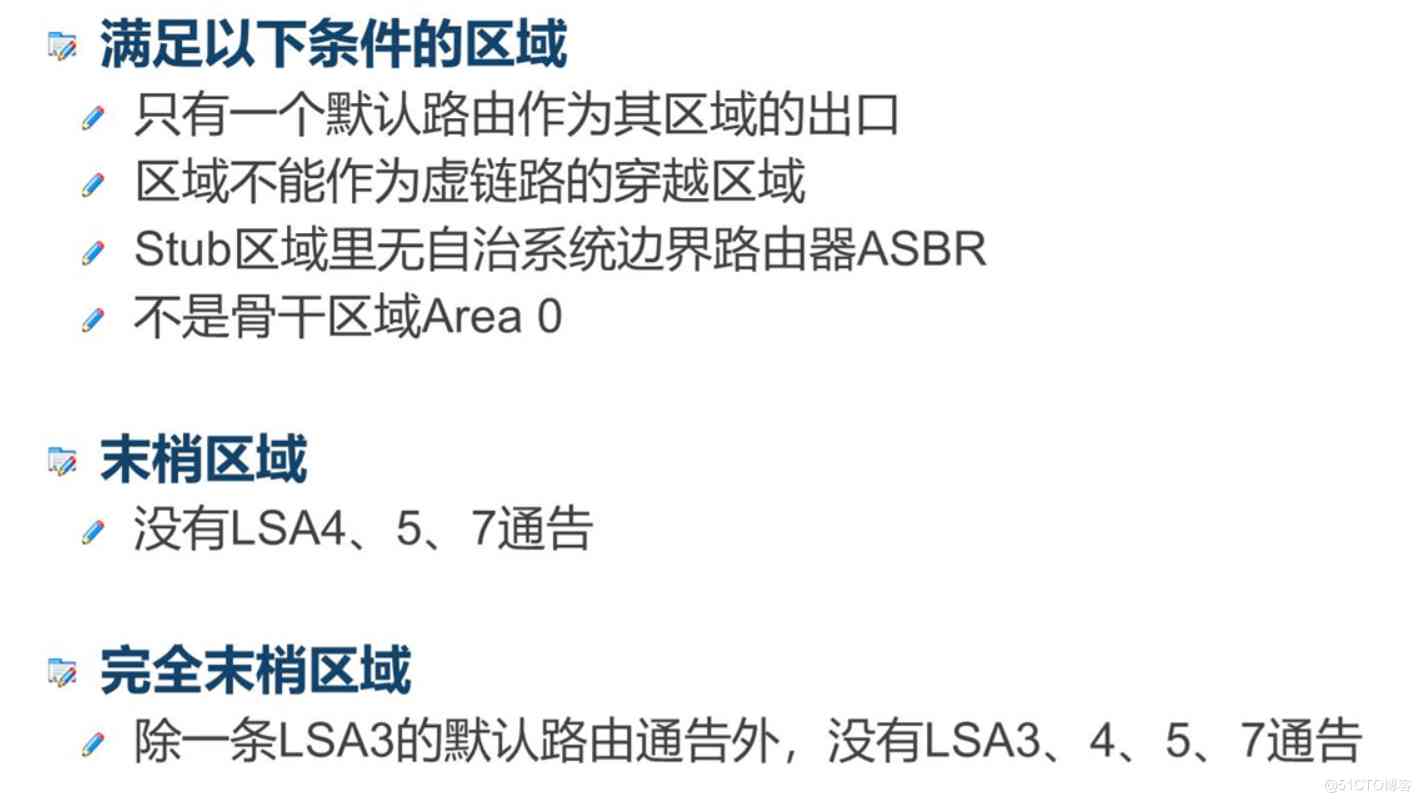 满足以下条件的区域
只有一个默认路由作为其区域的出口
区域不能作为虚链路的穿越区域
Stub区域里无自治系统边界路由器ASBR
不是骨干区域Area 0
末梢区域
没有LSA4、5、7通告
完全末梢区域
除一条LSA3的默认路由通告外，没有LSA3、4、5、7通告
@51CTO博客